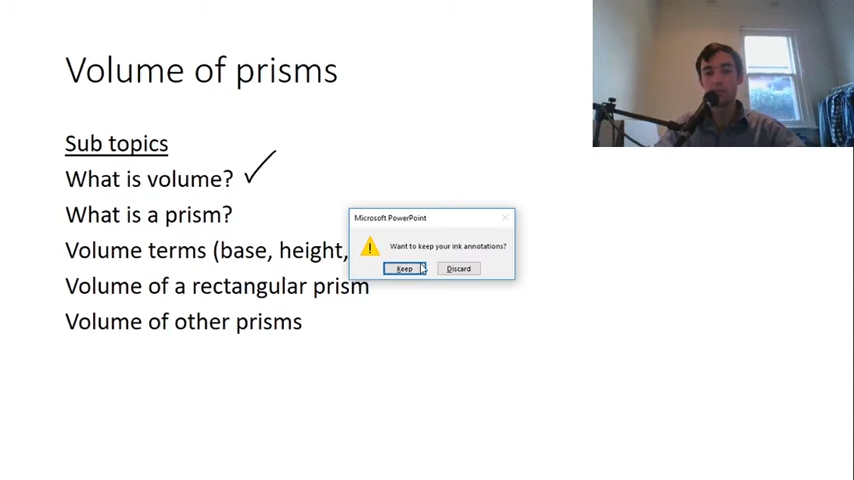 Volume of prisms
Sub topics
What is volume?
What is a prism?
Volume terms (base, height,
Volume of a rectangular prism
Volume of other prisms
Microsoft PowerPoint
Want to keep your ink annotations?
Keep
Discard